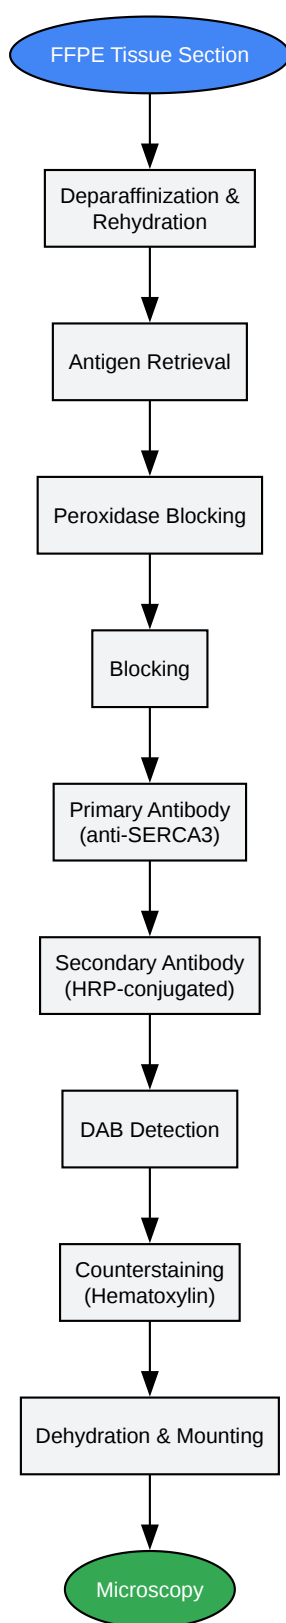 FFPE Tissue Section
Deparaffinization &
Rehydration
Antigen Retrieval
Peroxidase Blocking
Blocking
Primary Antibody
(anti-SERCA3)
Secondary Antibody
(HRP-conjugated)
DAB Detection
Counterstaining
(Hematoxylin)
Dehydration & Mounting
Microscopy